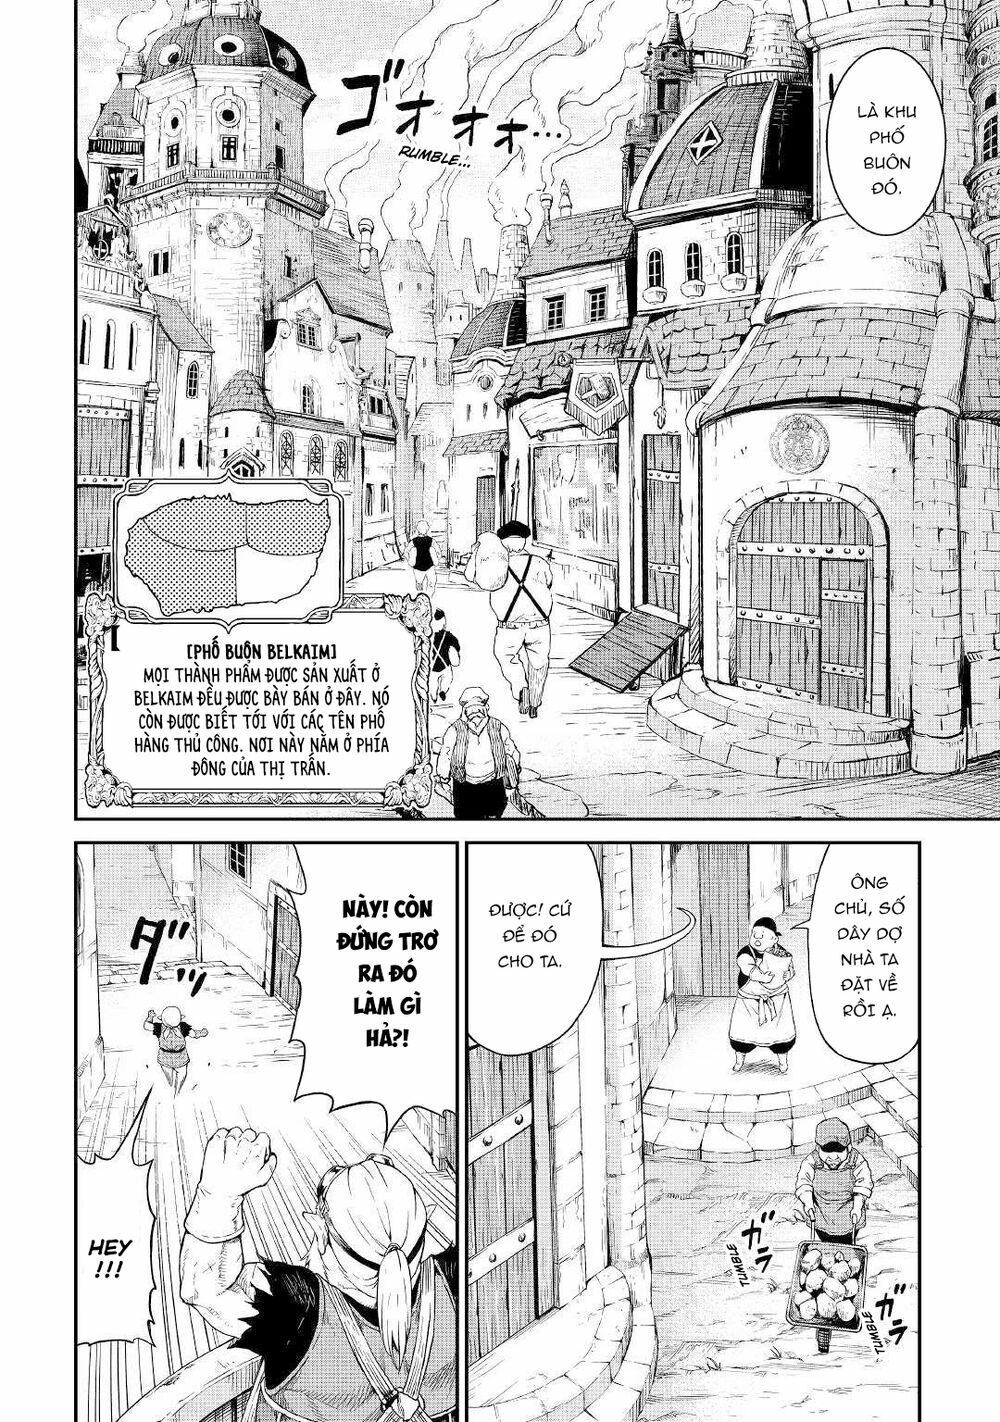 LÀ KHU
PHỐ
BUÔN
ĐÓ.
ゴォォォ...
RUMBLE...
[PHỐ BUÔN BELKAIM]
MỌI THÀNH PHẨM ĐƯỢC SẢN XUẤT Ở
BELKAIM ĐỀU ĐƯỢC BÀY BÁN Ở ĐÂY. NÓ
CÒN ĐƯỢC BIẾT TỚI VỚI CÁC TÊN PHỐ
HÀNG THỦ CÔNG. NƠI NÀY NẰM Ở PHÍA
ĐÔNG CỦA THỊ TRẤN.
ÔNG
CHỦ, SỐ
DÂY DỢ
NHÀ TA
ĐẶT VỀ
RỒI Ạ.
ĐƯỢC! CỨ
ĐỂ ĐÓ
CHO TA.
ガラ
TUMBLE
ガラ
TUMBLE
NÀY! CÒN
ĐỨNG TRƠ
RA ĐÓ
LÀM GÌ
HẢ?!
ダッ
HEY
!!!